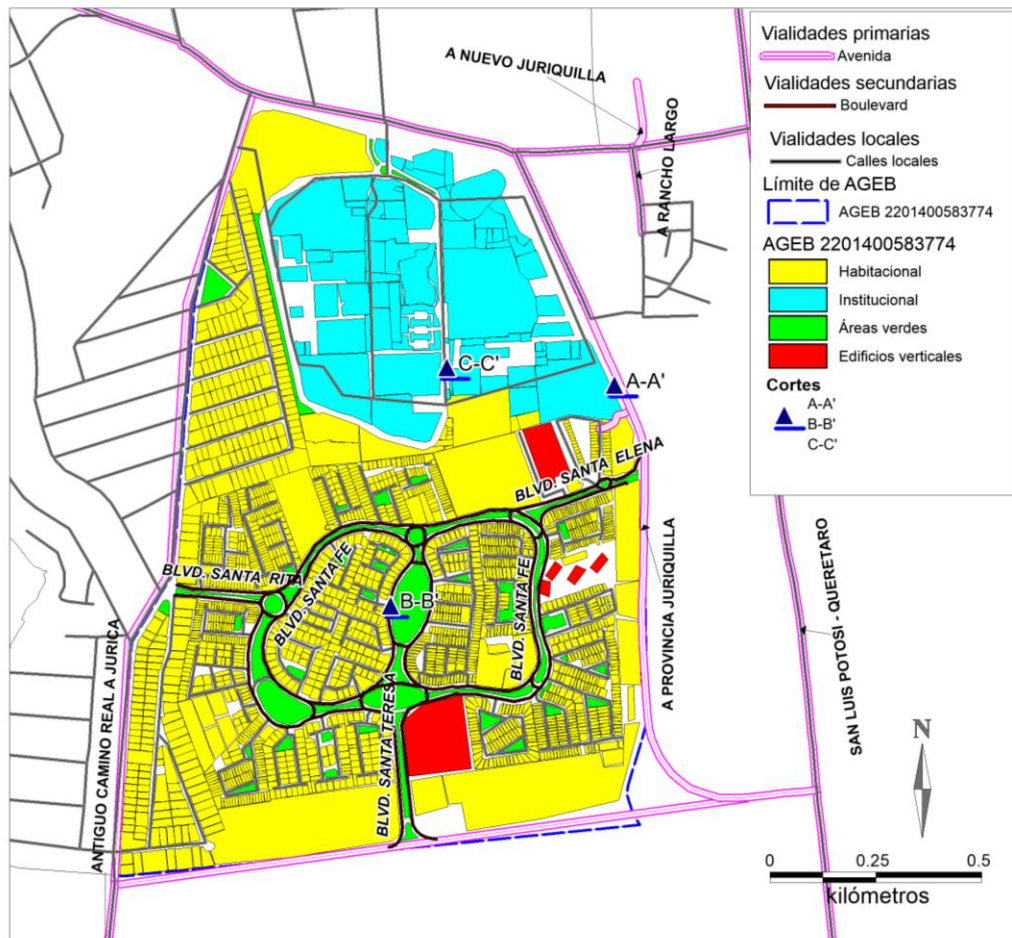 Vialidades primarias
Avenida
Vialidades secundarias
Boulevard
Vialidades locales
Calles locales
Límite de AGEB
AGEB 2201400583774
AGEB 2201400583774
Habitacional
Institucional
Áreas verdes
Edificios verticales
Cortes
A-A'
B-B'
C-C'
A NUEVO JURIQUILLA
A RANCHO LARGO
C-C'
A-A'
BLVD. SANTA ELENA
BLVD. SANTA RITA
BLVD. SANTA FE
B-B'
BLVD. SANTA FE
BLVD. SANTA TERESA
A PROVINCIA JURIQUILLA
SAN LUIS POTOSI - QUERETARO
ANTIGUO CAMINO REAL A JURICA
N
0 0.25 0.5
kilómetros